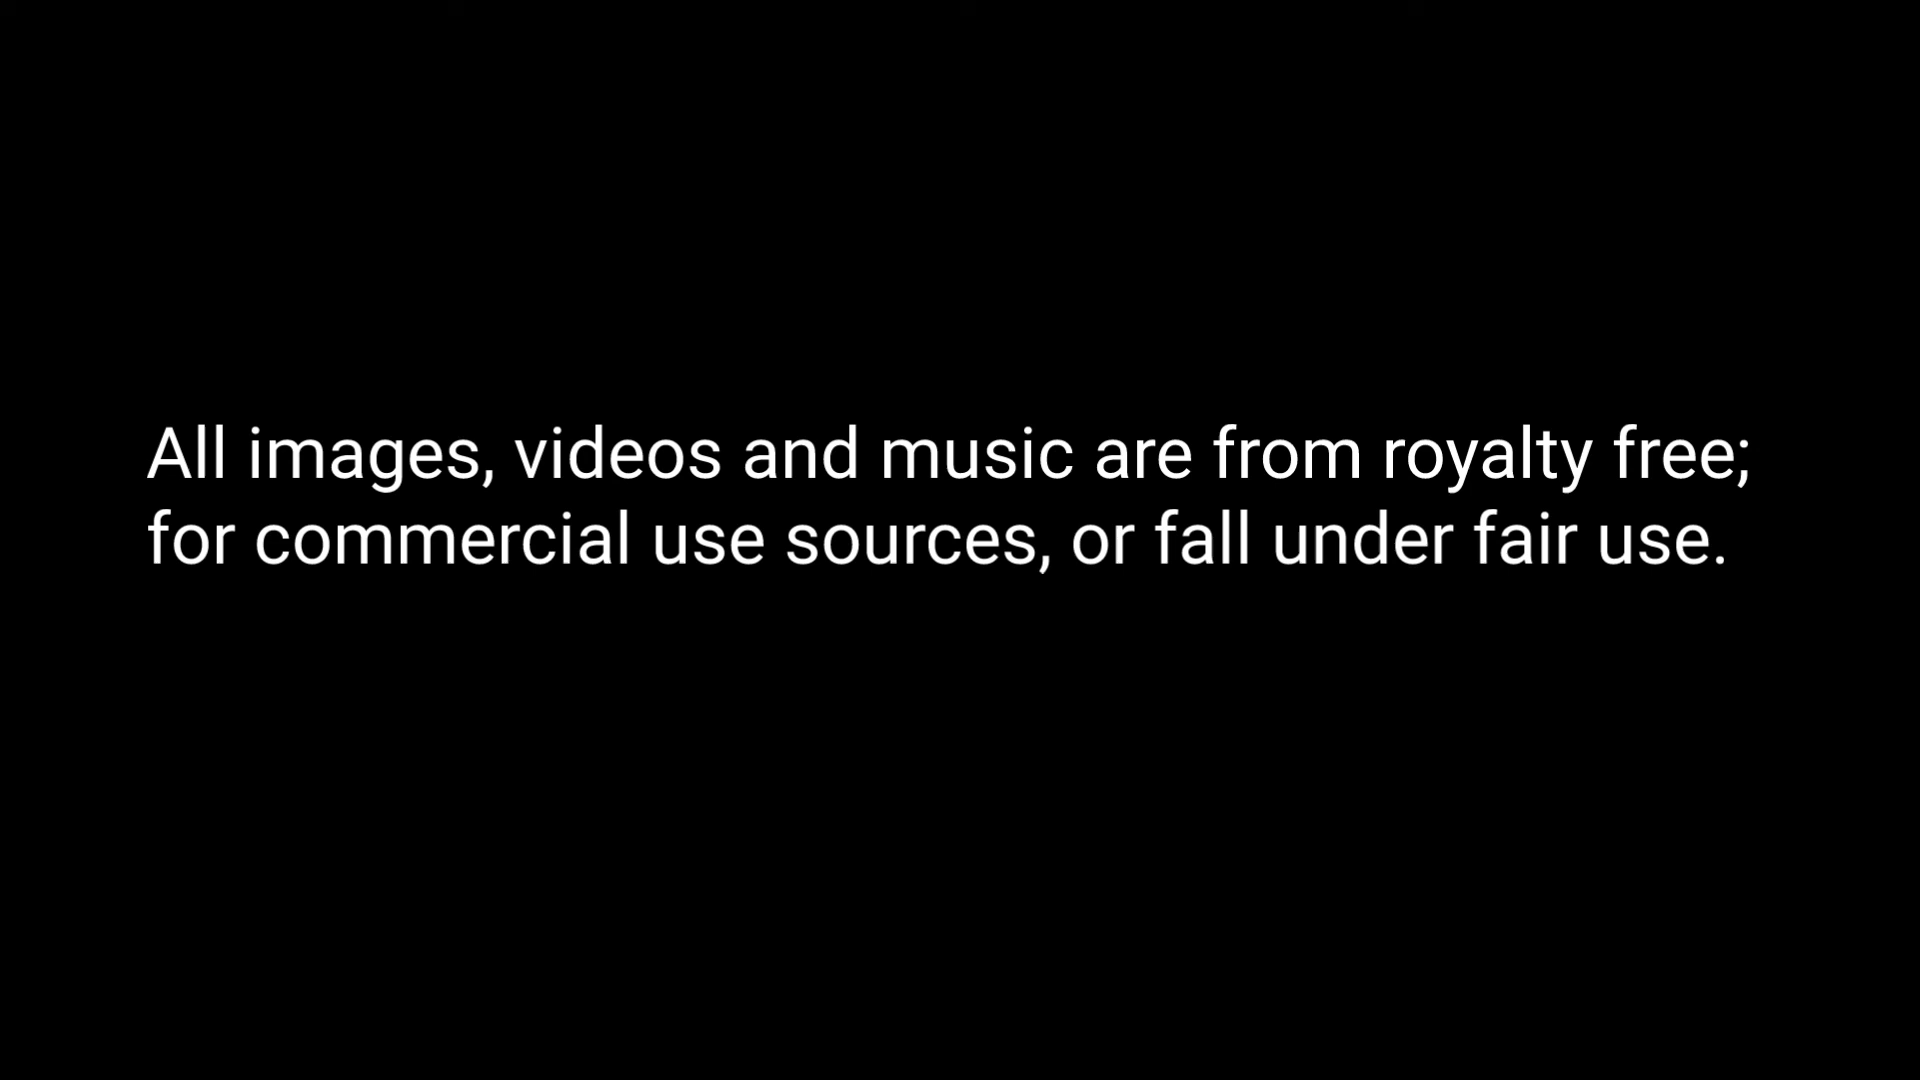 All images, videos and music are from royalty free;
for commercial use sources, or fall under fair use.